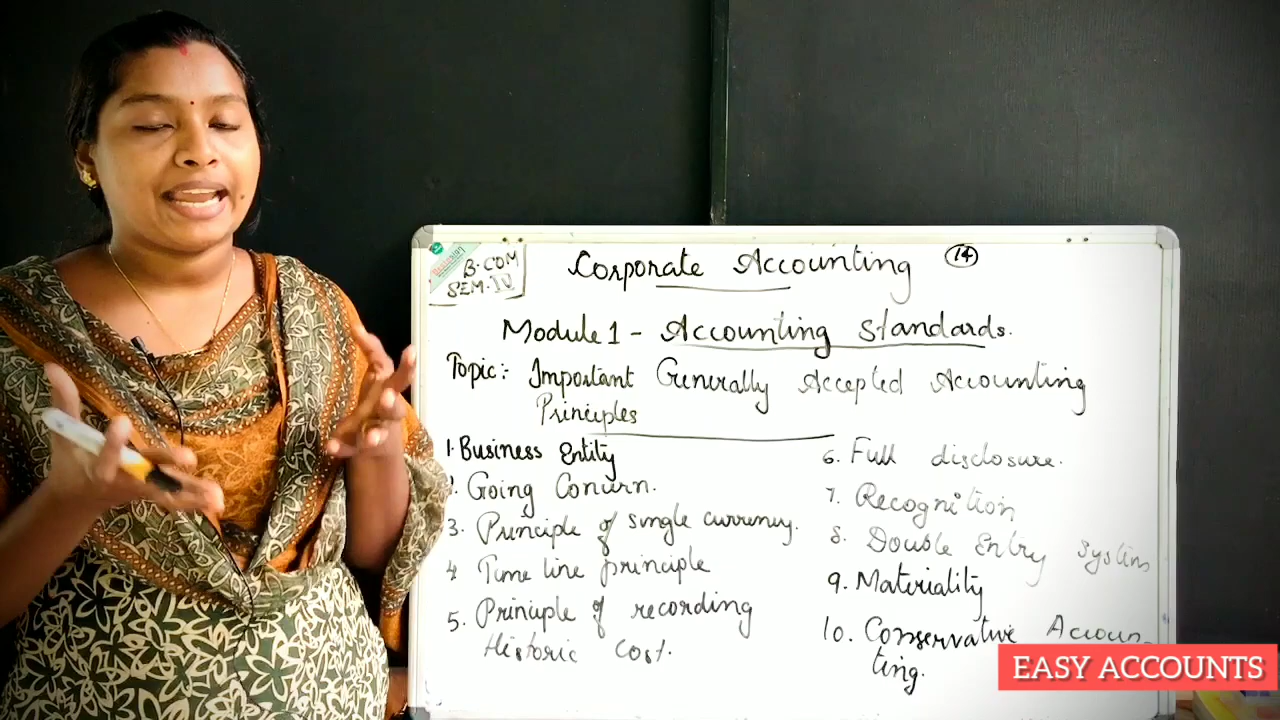 B.COM
SEM-IV
Corporate Accounting 14
Module 1 - Accounting Standards.
Topic:- Important Generally Accepted Accounting
Principles
1. Business Entity
2. Going Concern.
3. Principle of single currency.
4 Time line principle
5. Principle of recording
Historic cost.
6. Full disclosure.
7. Recognition
8. Double Entry System
9. Materiality
10. Conservative Accoun-
ting.
EASY ACCOUNTS